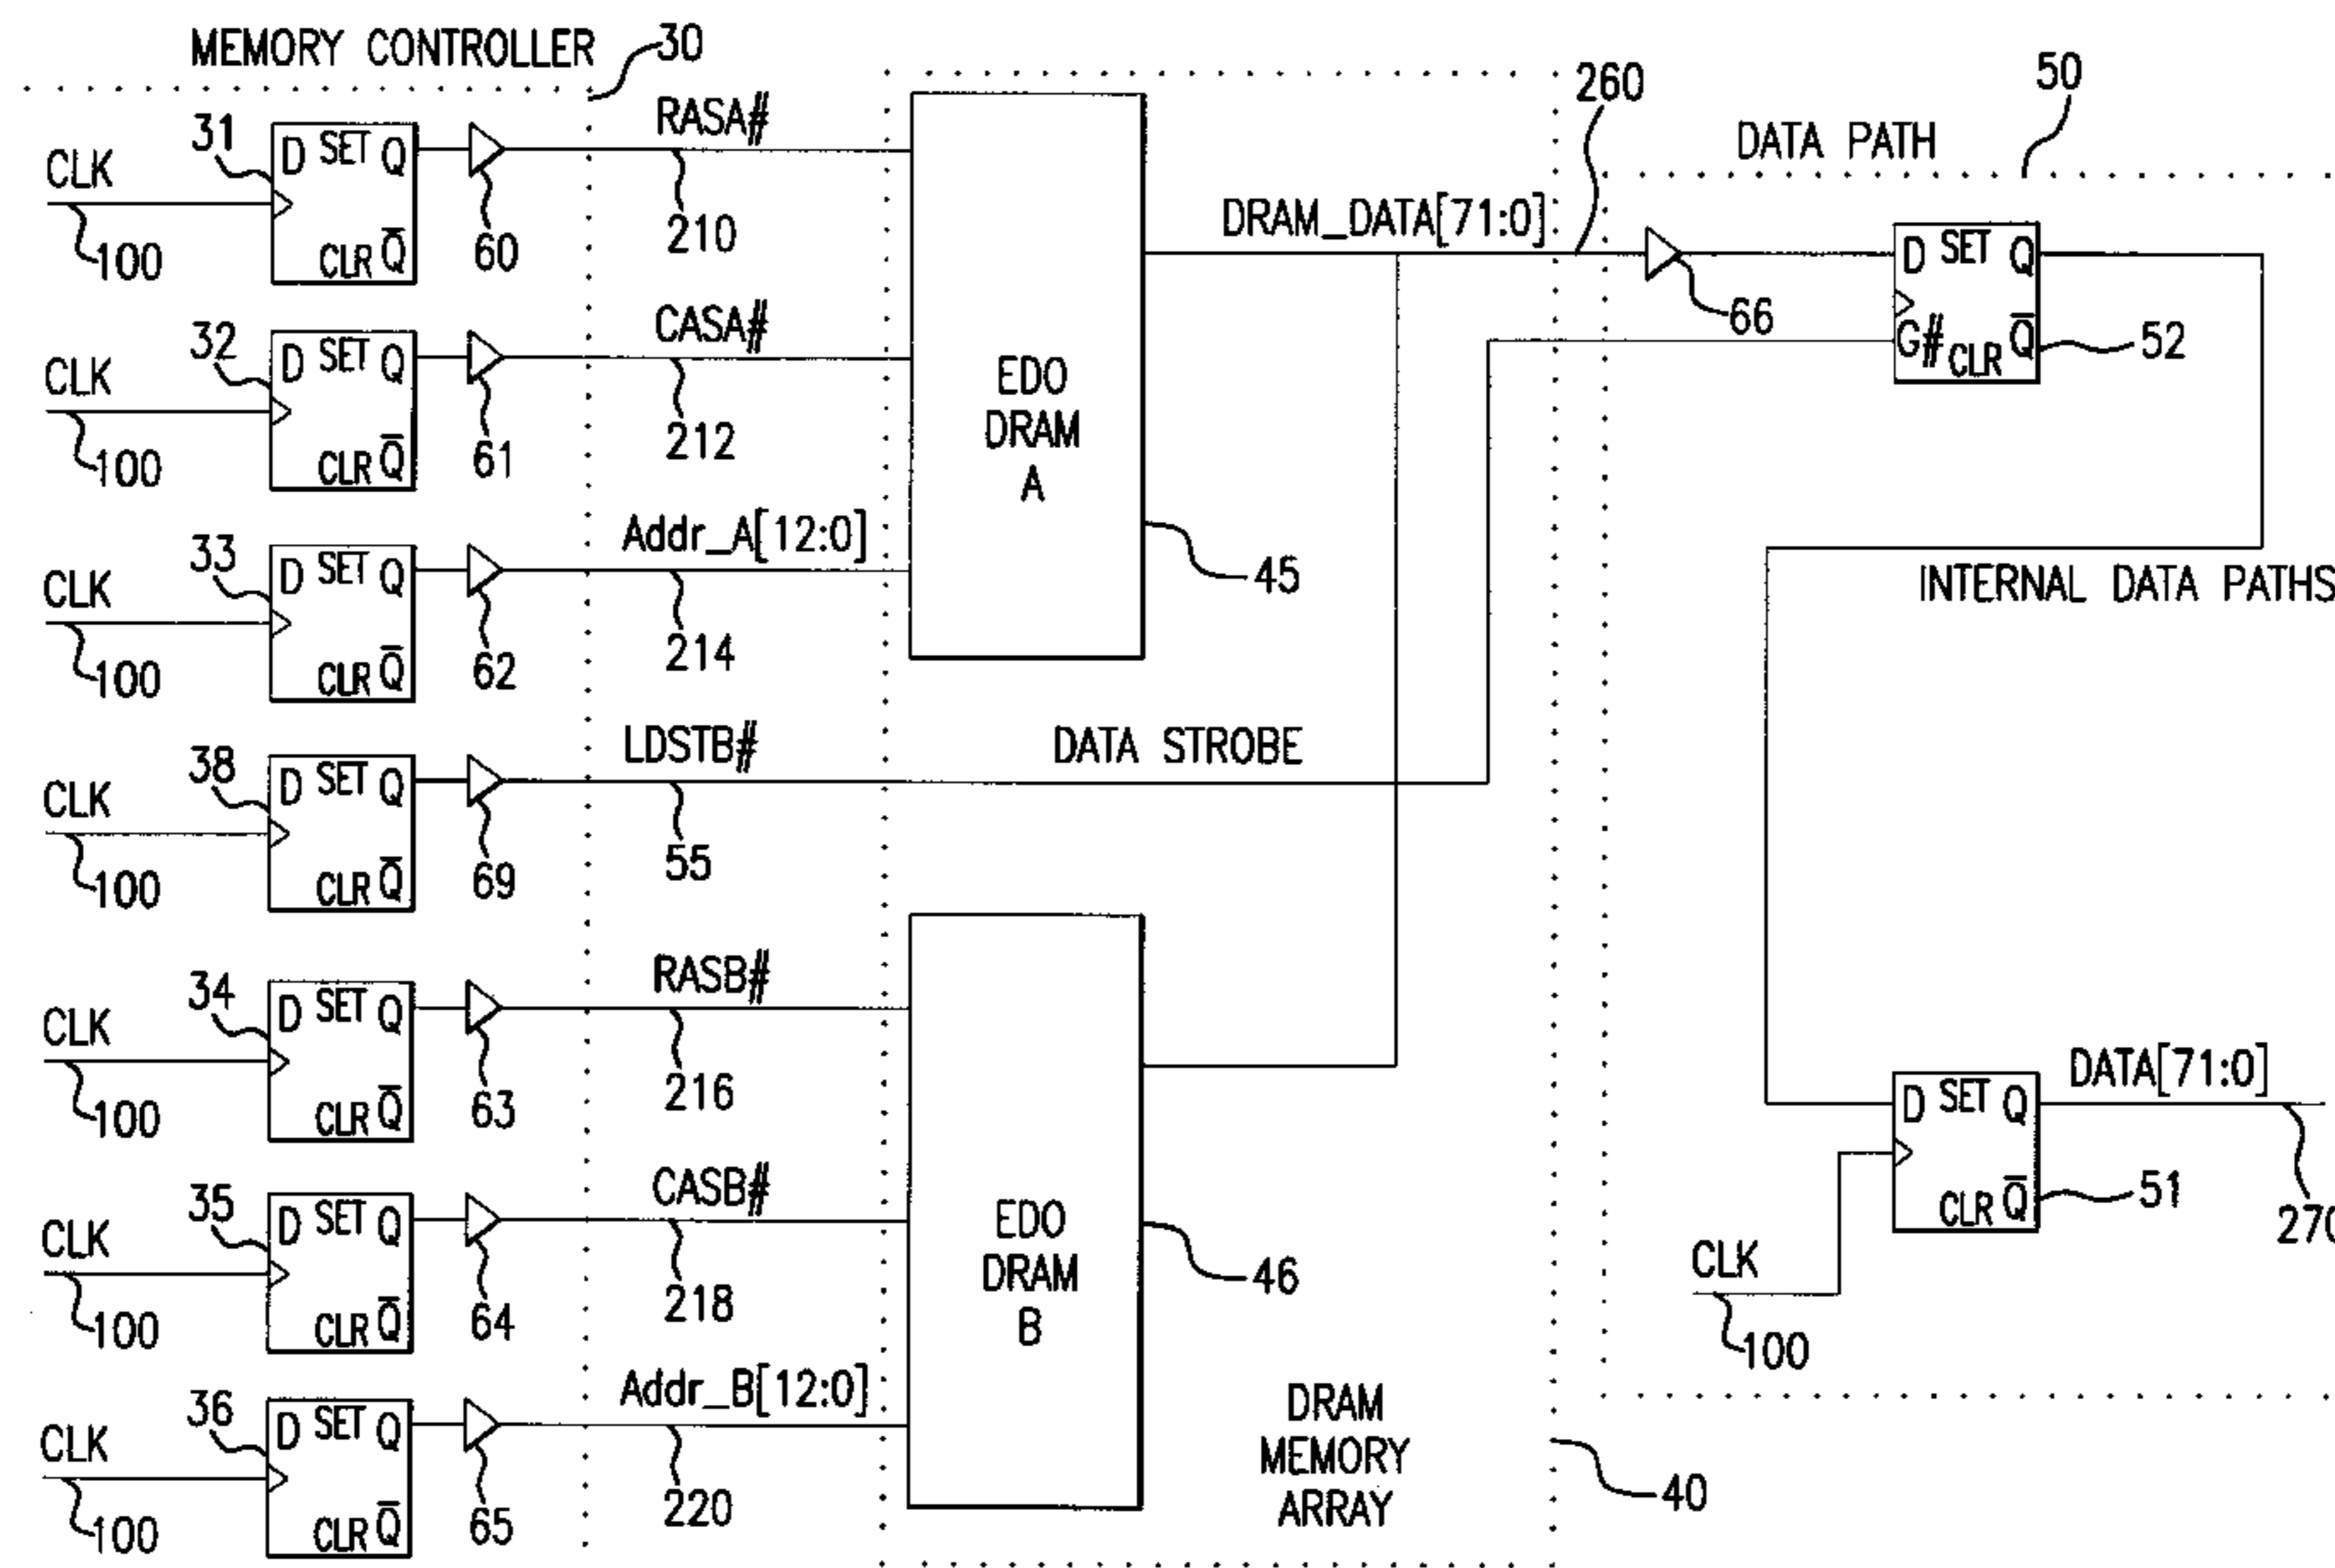 MEMORY CONTROLLER
30
31
D SET Q
CLR Q̅
CLK
100
60
RASA#
210
32
D SET Q
CLR Q̅
CLK
100
61
CASA#
212
33
D SET Q
CLR Q̅
CLK
100
62
Addr_A[12:0]
214
38
D SET Q
CLR Q̅
CLK
100
69
LDSTB#
55
DATA STROBE
34
D SET Q
CLR Q̅
CLK
100
63
RASB#
216
35
D SET Q
CLR Q̅
CLK
100
64
CASB#
218
36
D SET Q
CLR Q̅
CLK
100
65
Addr_B[12:0]
220
EDO
DRAM
A
45
EDO
DRAM
B
46
DRAM
MEMORY
ARRAY
40
DRAM_DATA[71:0]
260
DATA PATH
50
66
D SET Q
G# CLR Q̅
52
INTERNAL DATA PATHS
D SET Q
CLR Q̅
51
DATA[71:0]
270
CLK
100